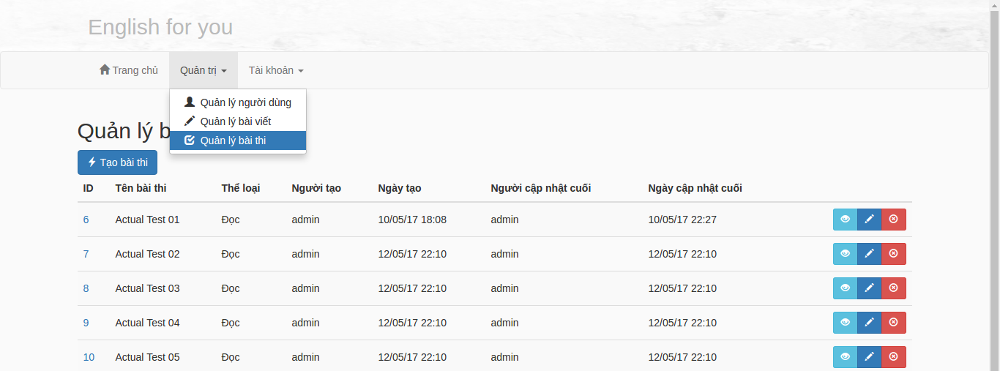 English for you
Trang chủ Quản trị Tài khoản
Quản lý người dùng
Quản lý bài viết
Quản lý bài thi
Quản lý b
Tạo bài thi
ID Tên bài thi Thể loại Người tạo Ngày tạo Người cập nhật cuối Ngày cập nhật cuối
6 Actual Test 01 Đọc admin 10/05/17 18:08 admin 10/05/17 22:27
7 Actual Test 02 Đọc admin 12/05/17 22:10 admin 12/05/17 22:10
8 Actual Test 03 Đọc admin 12/05/17 22:10 admin 12/05/17 22:10
9 Actual Test 04 Đọc admin 12/05/17 22:10 admin 12/05/17 22:10
10 Actual Test 05 Đọc admin 12/05/17 22:10 admin 12/05/17 22:10